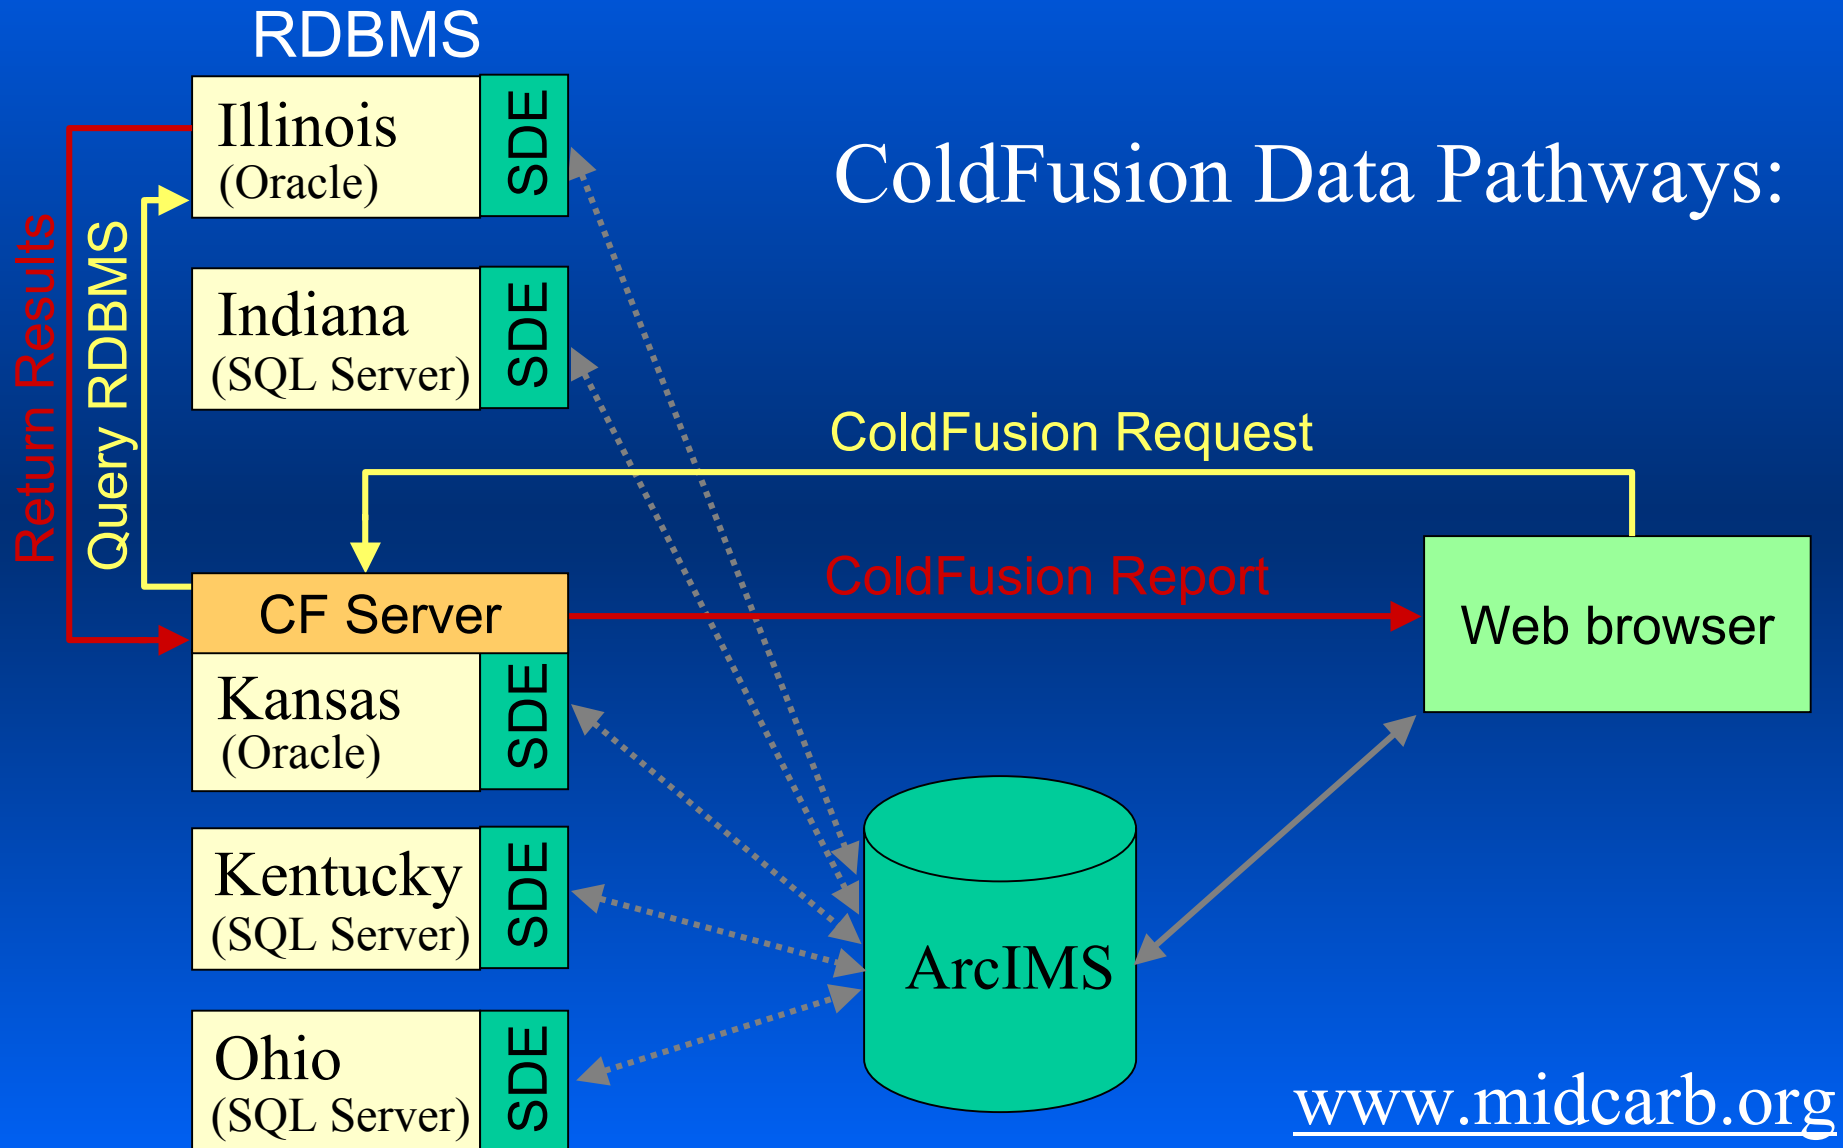 RDBMS
Illinois
(Oracle)
SDE
ColdFusion Data Pathways:
Return Results
Query RDBMS
Indiana
(SQL Server)
SDE
ColdFusion Request
CF Server
ColdFusion Report
Web browser
Kansas
(Oracle)
SDE
Kentucky
(SQL Server)
SDE
ArcIMS
Ohio
(SQL Server)
SDE
www.midcarb.org